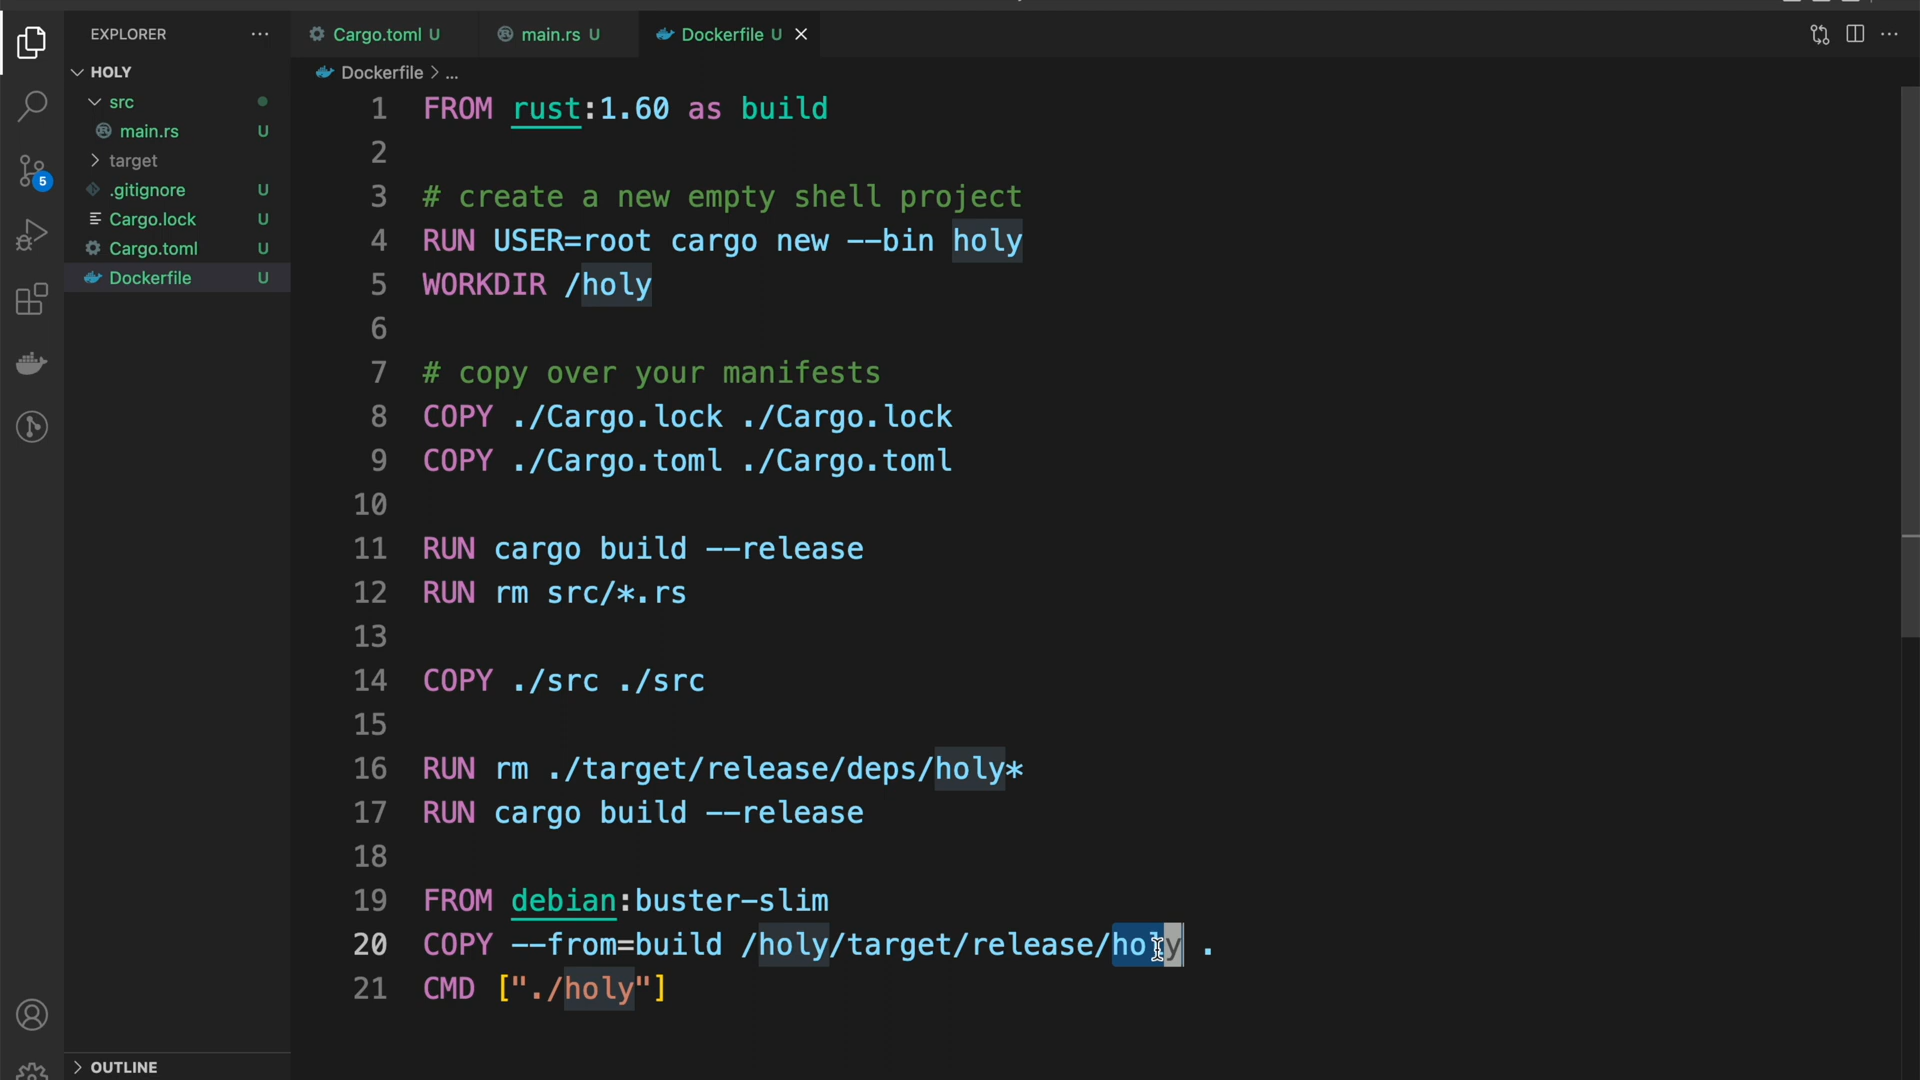 EXPLORER
HOLY
src
main.rs U
target
.gitignore U
Cargo.lock U
Cargo.toml U
Dockerfile U
5
OUTLINE
Cargo.toml U
main.rs U
Dockerfile U
Dockerfile > ...
1 FROM rust:1.60 as build
2
3 # create a new empty shell project
4 RUN USER=root cargo new --bin holy
5 WORKDIR /holy
6
7 # copy over your manifests
8 COPY ./Cargo.lock ./Cargo.lock
9 COPY ./Cargo.toml ./Cargo.toml
10
11 RUN cargo build --release
12 RUN rm src/*.rs
13
14 COPY ./src ./src
15
16 RUN rm ./target/release/deps/holy*
17 RUN cargo build --release
18
19 FROM debian:buster-slim
20 COPY --from=build /holy/target/release/holy .
21 CMD ["./holy"]